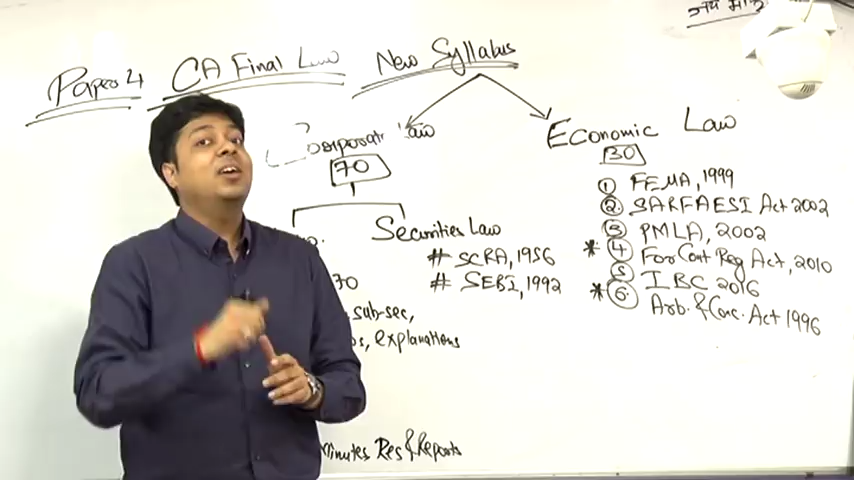 जय
Paper 4 CA Final Law New Syllabus
Corporate Law
70
Securities Law
# SCRA, 1956
# SEBI, 1992
70
sub-sec,
explanations
Minutes Res & Reports
Economic Law
30
① FEMA, 1999
② SARFAESI Act 2002
③ PMLA, 2002
* ④ For Cont Reg Act, 2010
⑤ IBC 2016
* ⑥ Arb. & Conc. Act 1996